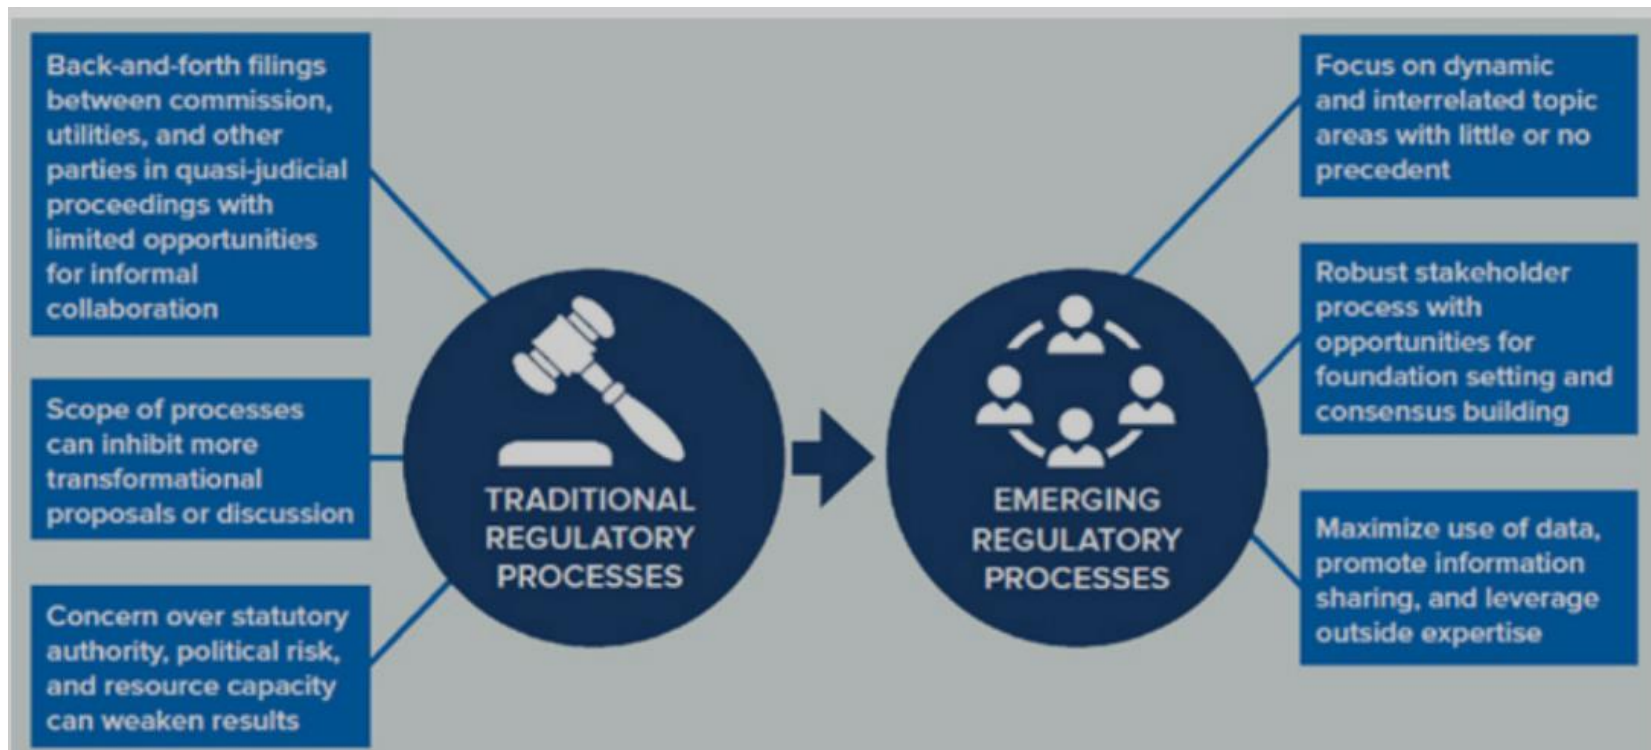 Back-and-forth filings
between commission,
utilities, and other
parties in quasi-judicial
proceedings with
limited opportunities
for informal
collaboration
Scope of processes
can inhibit more
transformational
proposals or discussion
Concern over statutory
authority, political risk,
and resource capacity
can weaken results
TRADITIONAL
REGULATORY
PROCESSES
EMERGING
REGULATORY
PROCESSES
Focus on dynamic
and interrelated topic
areas with little or no
precedent
Robust stakeholder
process with
opportunities for
foundation setting and
consensus building
Maximize use of data,
promote information
sharing, and leverage
outside expertise